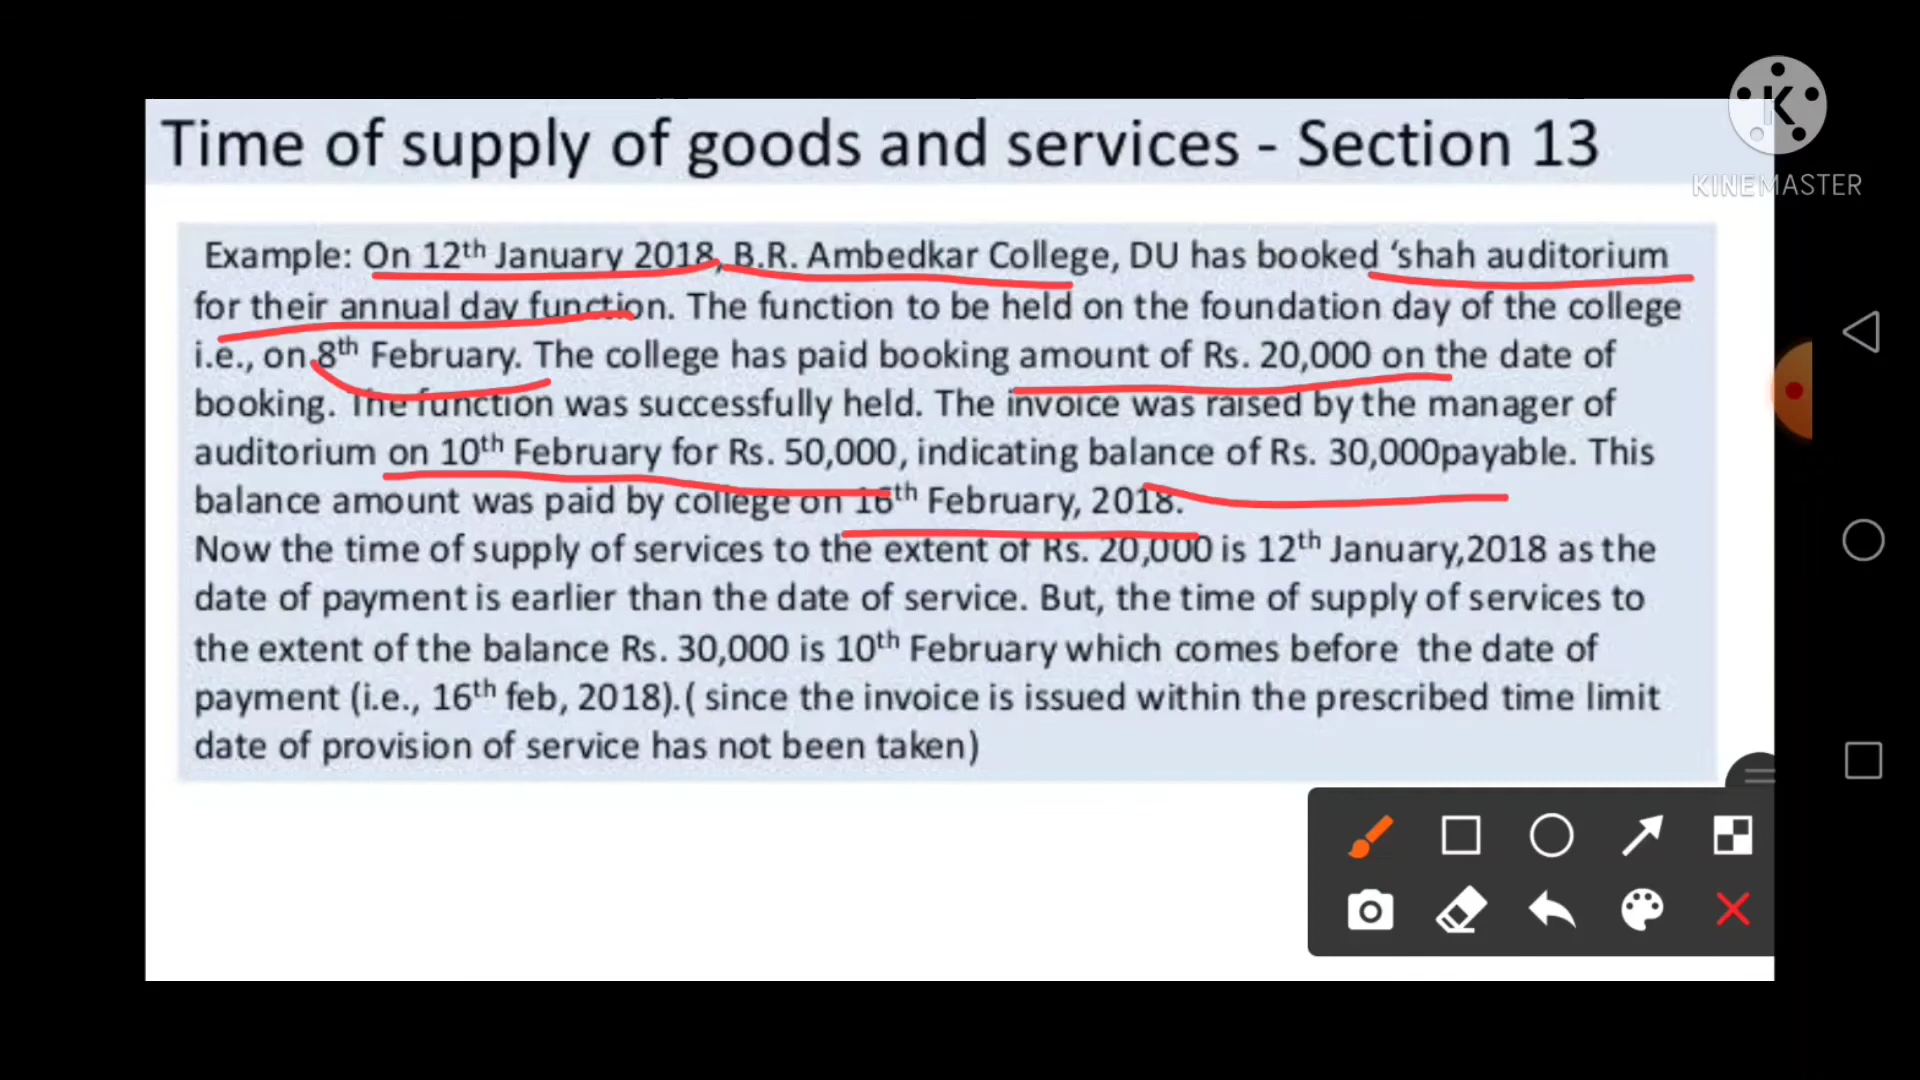 Time of supply of goods and services - Section 13
KINEMASTER
Example: On 12th January 2018, B.R. Ambedkar College, DU has booked ‘shah auditorium
for their annual day function. The function to be held on the foundation day of the college
i.e., on 8th February. The college has paid booking amount of Rs. 20,000 on the date of
booking. The function was successfully held. The invoice was raised by the manager of
auditorium on 10th February for Rs. 50,000, indicating balance of Rs. 30,000payable. This
balance amount was paid by college on 16th February, 2018.
Now the time of supply of services to the extent of Rs. 20,000 is 12th January,2018 as the
date of payment is earlier than the date of service. But, the time of supply of services to
the extent of the balance Rs. 30,000 is 10th February which comes before the date of
payment (i.e., 16th feb, 2018).( since the invoice is issued within the prescribed time limit
date of provision of service has not been taken)